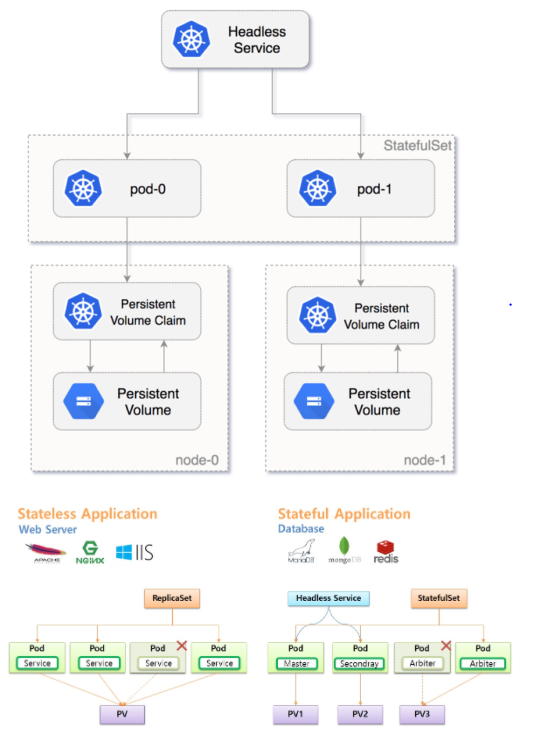 Headless
Service
StatefulSet
pod-0
pod-1
Persistent
Volume Claim
Persistent
Volume Claim
Persistent
Volume
Persistent
Volume
node-0
node-1
Stateless Application
Web Server
APACHE
NGINX
IIS
Stateful Application
Database
MariaDB
mongoDB
redis
ReplicaSet
Pod
Service
Pod
Service
Pod
Service
Pod
Service
PV
Headless Service
StatefulSet
Pod
Master
Pod
Secondray
Pod
Arbiter
Pod
Arbiter
PV1
PV2
PV3